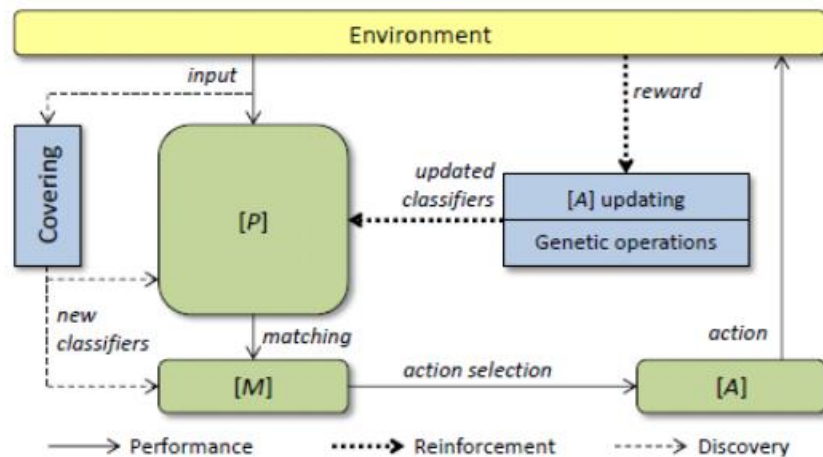 Environment
input
reward
Covering
updated
classifiers
[P]
[A] updating
Genetic operations
new
classifiers
matching
action
[M]
action selection
[A]
Performance
Reinforcement
Discovery